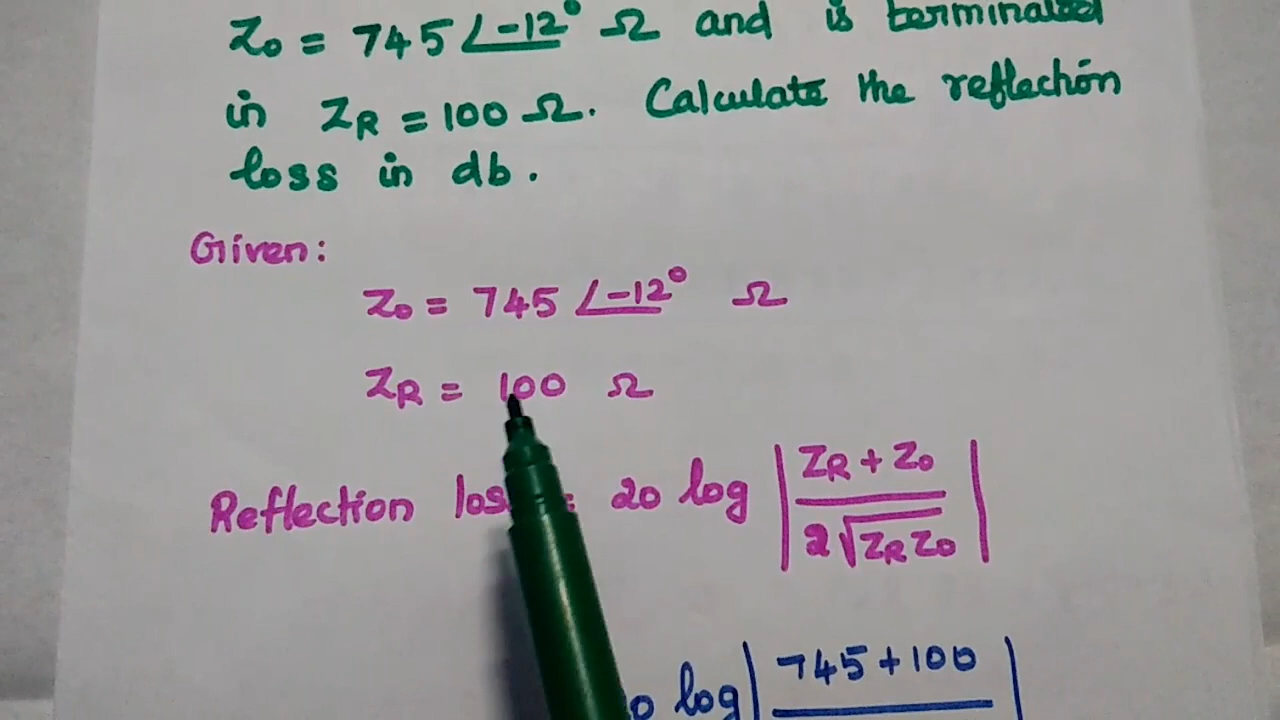 Z₀ = 745 ∠-12° Ω and is terminated
in Z_R = 100 Ω. Calculate the reflection
loss in db.
Given:
Z₀ = 745 ∠-12° Ω
Z_R = 100 Ω
Reflection = 20 log | (Z_R + Z₀) / (2√(Z_R Z₀)) |
log | 745 + 100